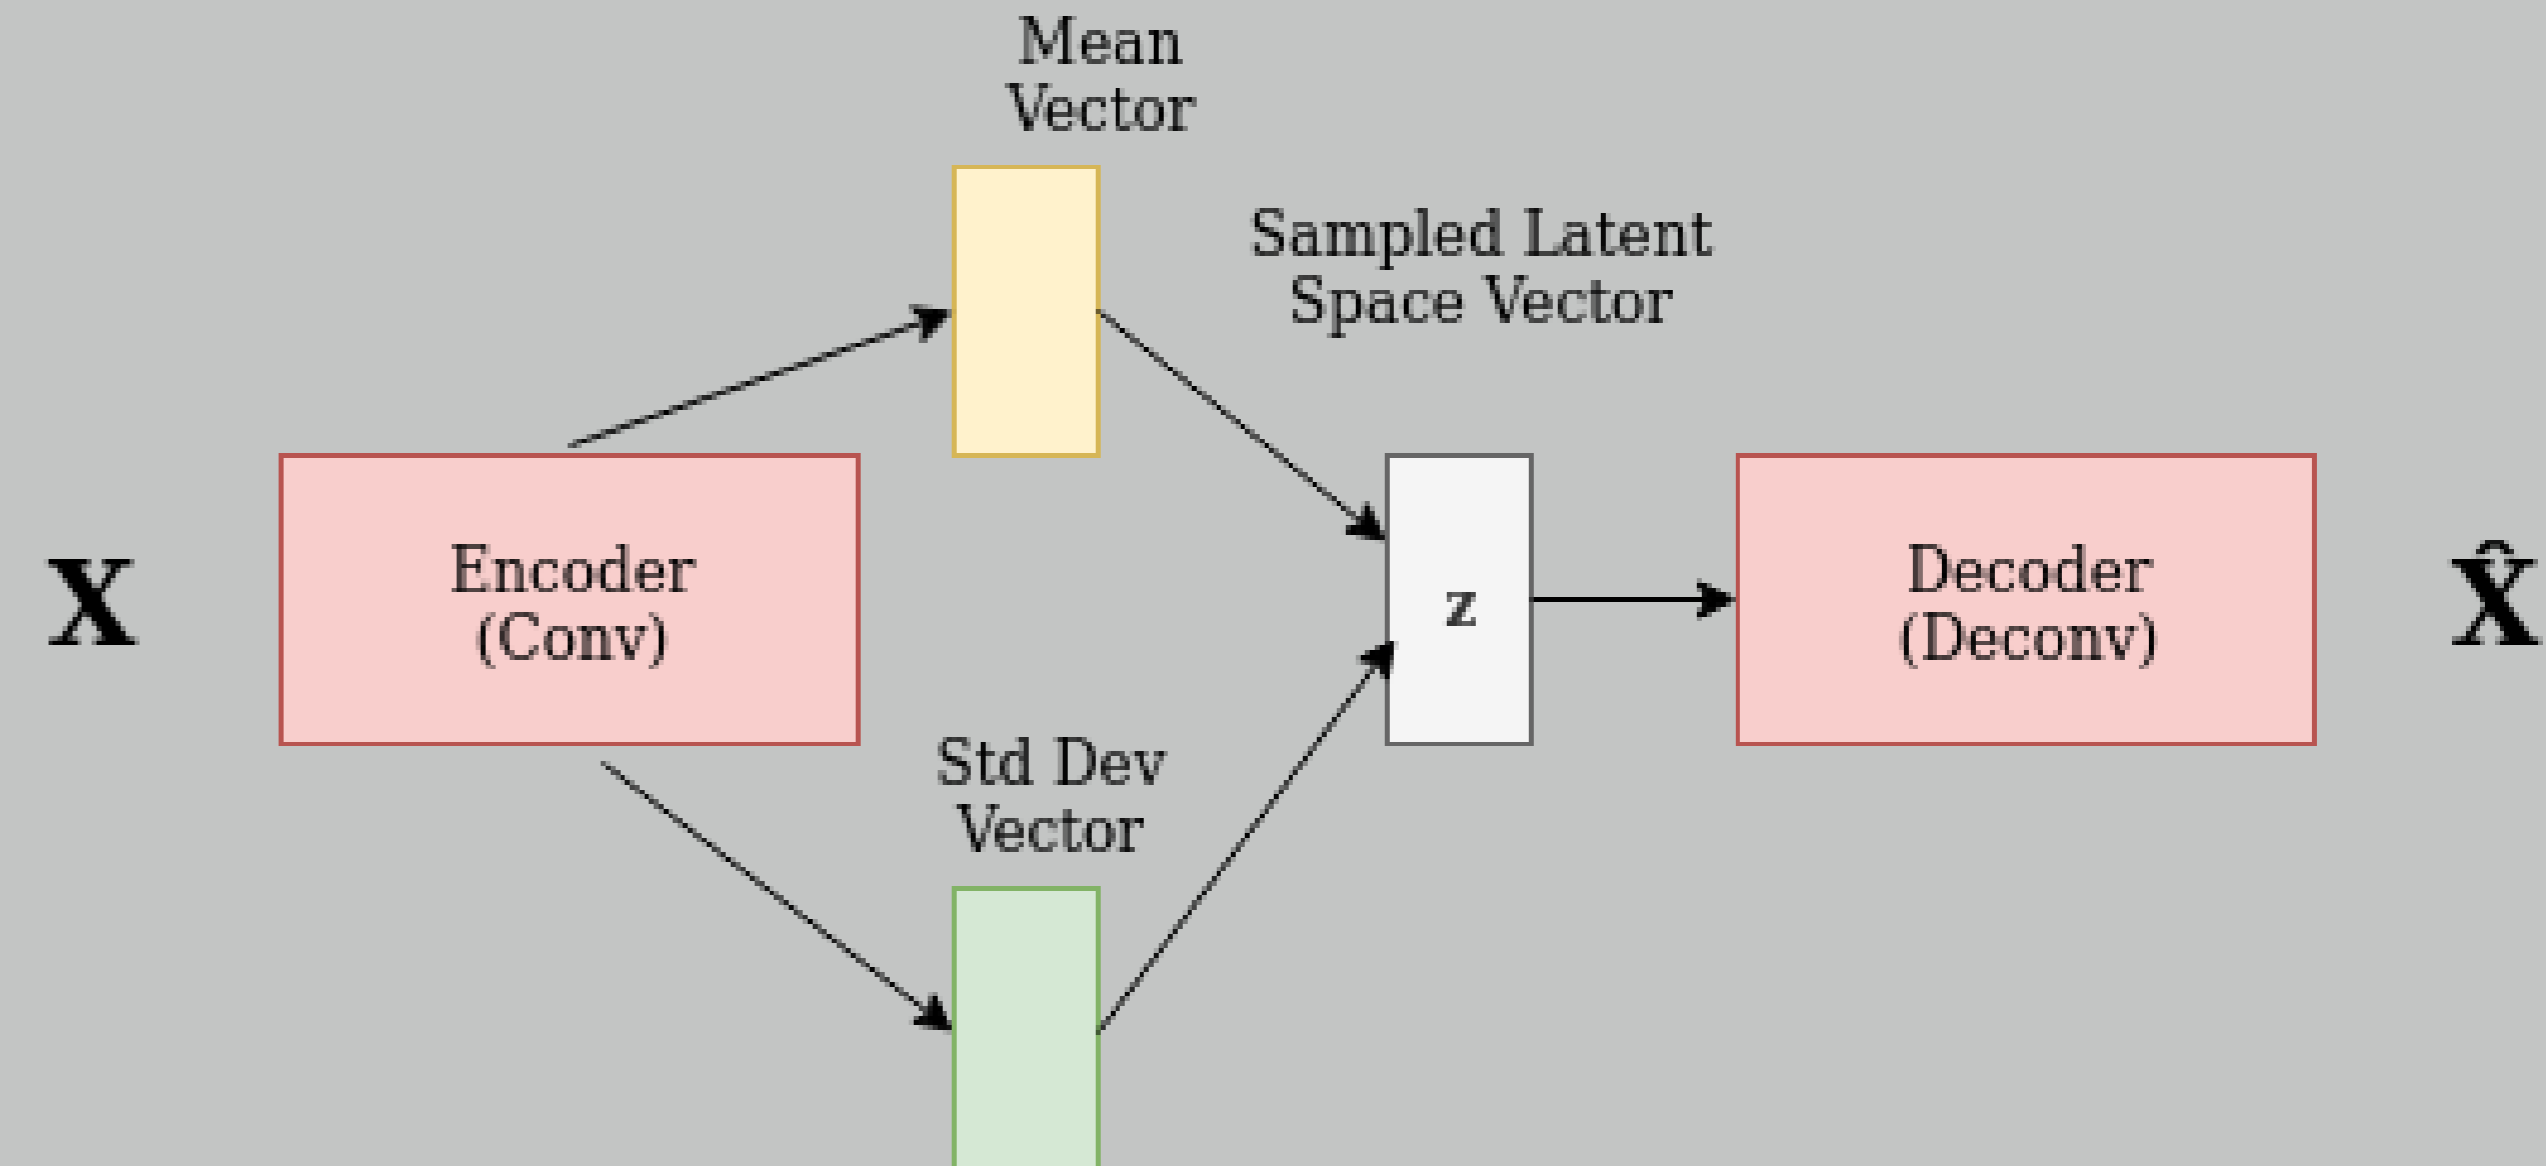 Mean
Vector
Sampled Latent
Space Vector
X
Encoder
(Conv)
z
Decoder
(Deconv)
X̂
Std Dev
Vector